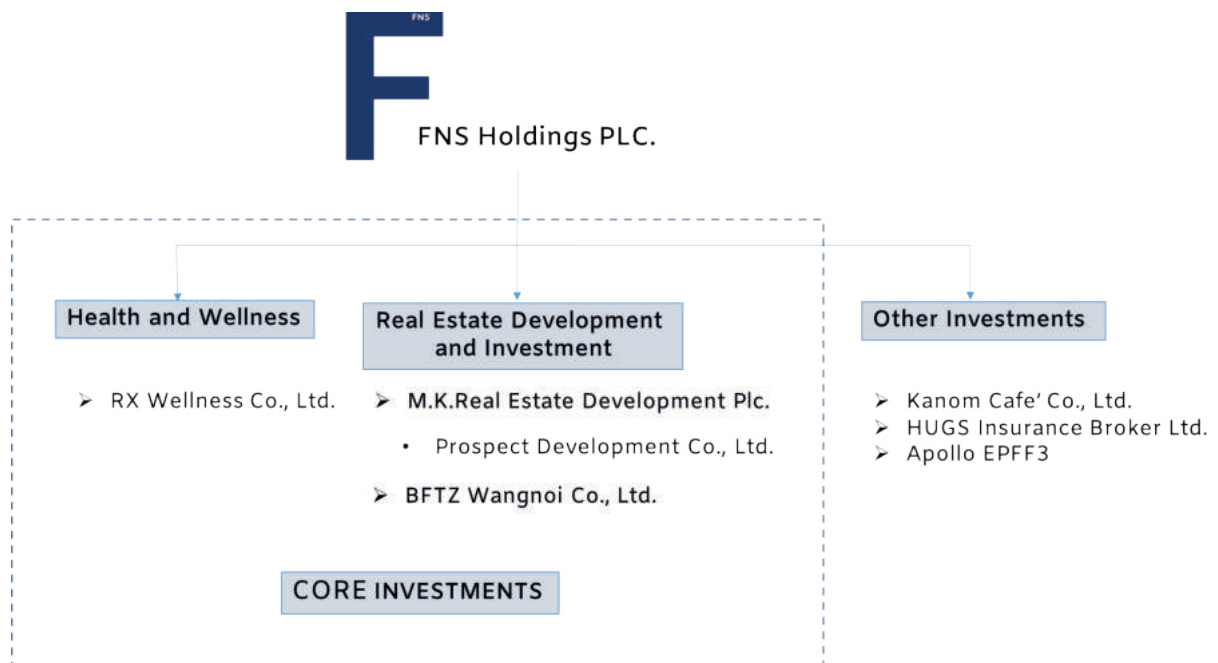 FNS
F
FNS Holdings PLC.
Health and Wellness
➢ RX Wellness Co., Ltd.
Real Estate Development
and Investment
➢ M.K.Real Estate Development Plc.
• Prospect Development Co., Ltd.
➢ BFTZ Wangnoi Co., Ltd.
Other Investments
➢ Kanom Cafe’ Co., Ltd.
➢ HUGS Insurance Broker Ltd.
➢ Apollo EPFF3
CORE INVESTMENTS